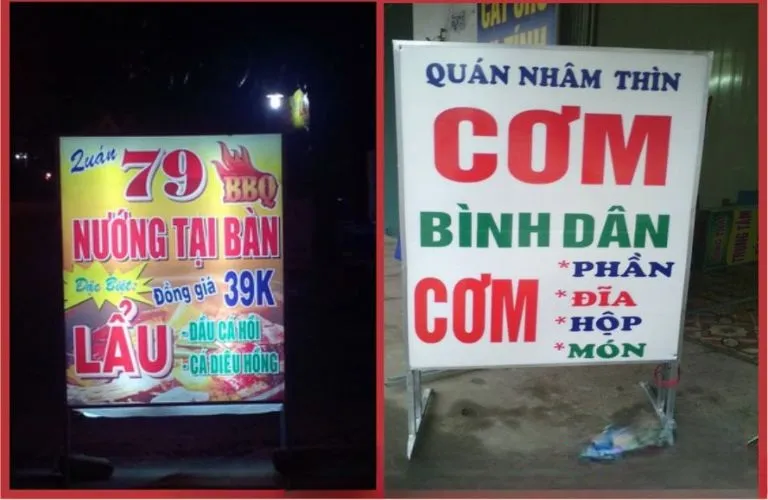 Quán 79 BBQ
NƯỚNG TẠI BÀN
Đặc Biệt: Đồng giá 39K
LẨU
- ĐẦU CÁ HỒI
- CÁ DIÊU HỒNG
QUÁN NHÂM THÌN
CƠM
BÌNH DÂN
CƠM
*PHẦN
*ĐĨA
*HỘP
*MÓN